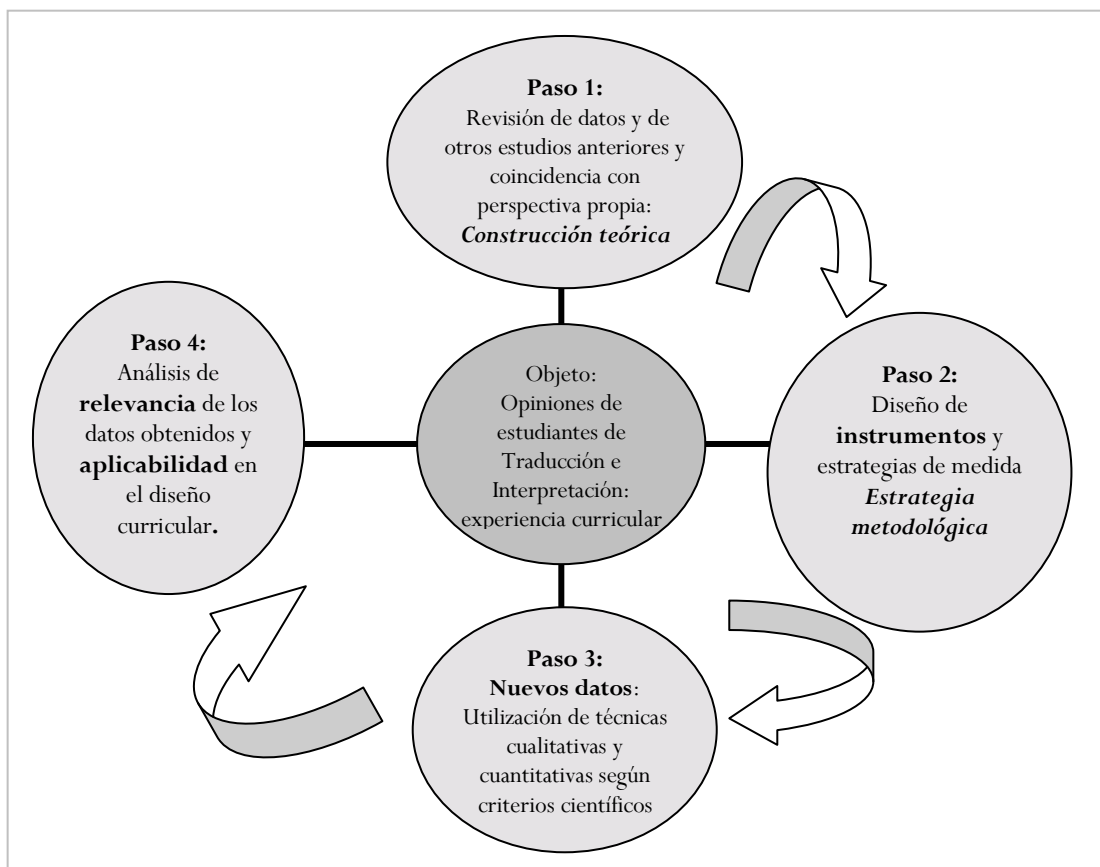 Paso 1:
Revisión de datos y de
otros estudios anteriores y
coincidencia con
perspectiva propia:
Construcción teórica
Paso 4:
Análisis de
relevancia de los
datos obtenidos y
aplicabilidad en
el diseño
curricular.
Objeto:
Opiniones de
estudiantes de
Traducción e
Interpretación:
experiencia curricular
Paso 2:
Diseño de
instrumentos y
estrategias de medida
Estrategia
metodológica
Paso 3:
Nuevos datos:
Utilización de técnicas
cualitativas y
cuantitativas según
criterios científicos